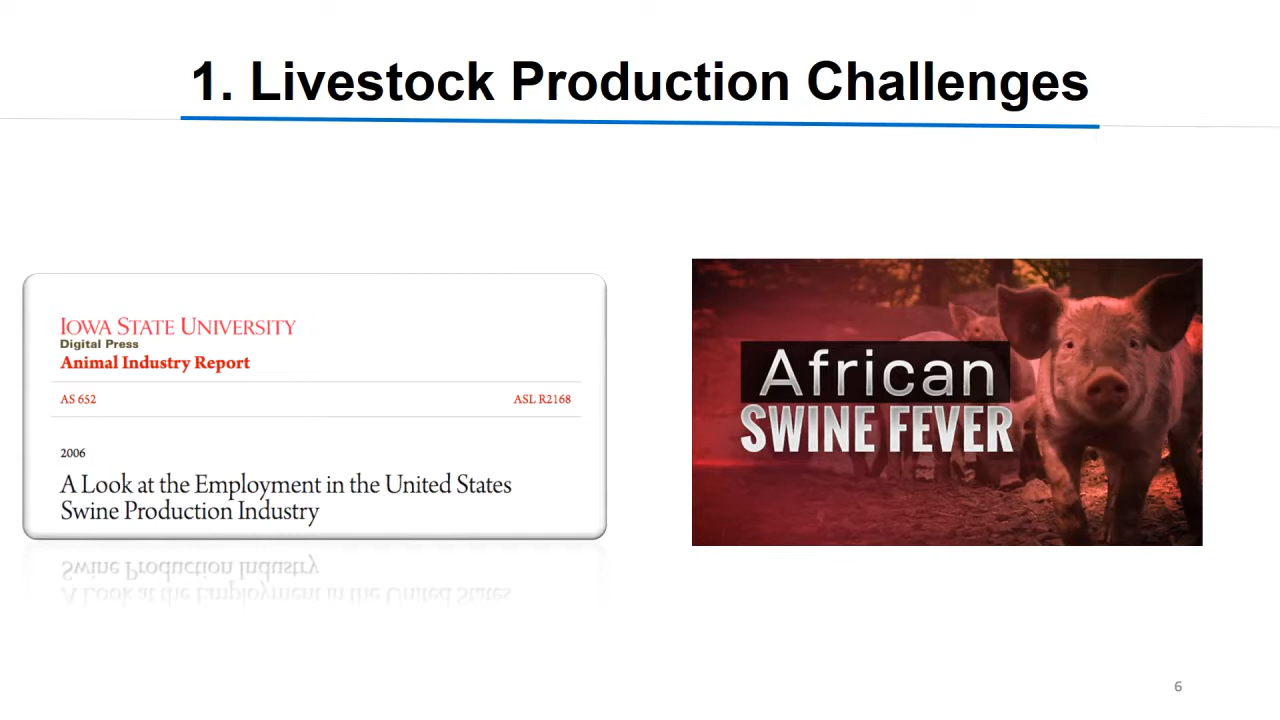 1. Livestock Production Challenges
IOWA STATE UNIVERSITY
Digital Press
Animal Industry Report
AS 652
ASL R2168
2006
A Look at the Employment in the United States
Swine Production Industry
African
SWINE FEVER
6